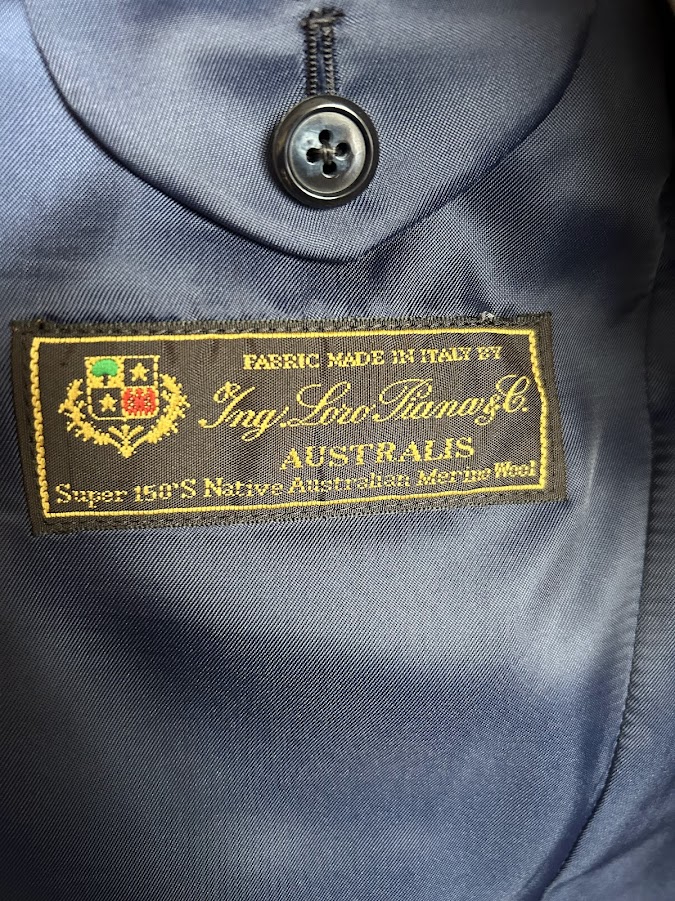 FABRIC MADE IN ITALY BY
Ing. Loro Piana & C.
AUSTRALIS
Super 150'S Native Australian Merino Wool